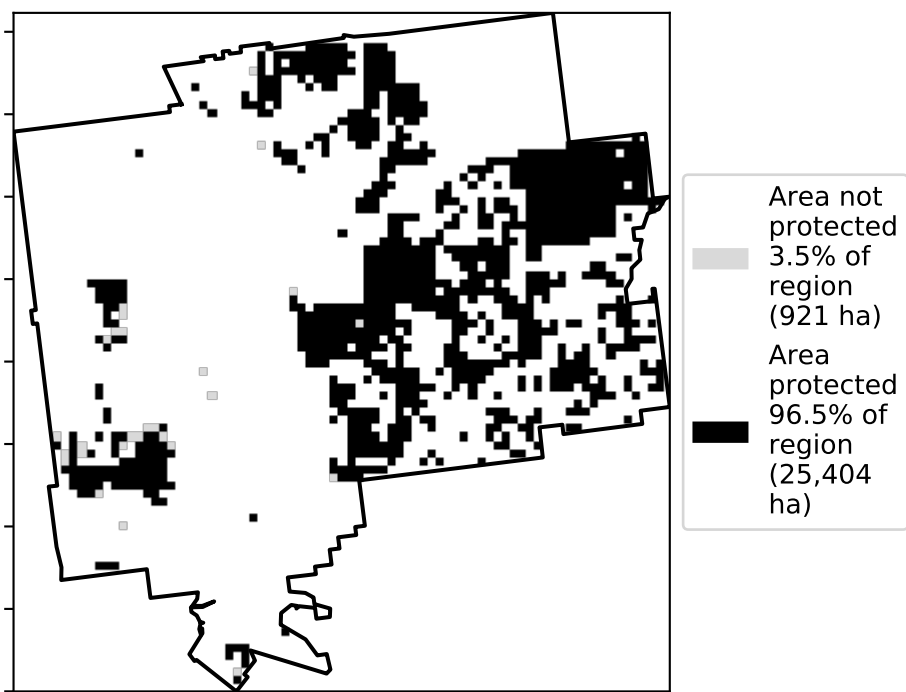 Area not
protected
3.5% of
region
(921 ha)
Area
protected
96.5% of
region
(25,404
ha)